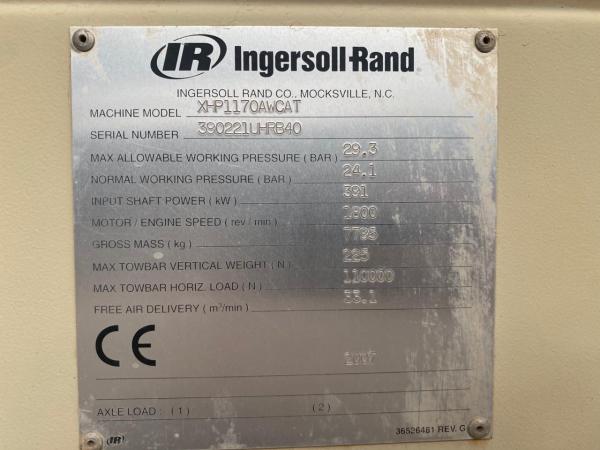 IR Ingersoll-Rand
INGERSOLL RAND CO., MOCKSVILLE, N.C.
MACHINE MODEL XHP1170AWCAT
SERIAL NUMBER 390221UHRB40
MAX ALLOWABLE WORKING PRESSURE ( BAR ) 29.3
NORMAL WORKING PRESSURE ( BAR ) 24.1
INPUT SHAFT POWER ( kW ) 391
MOTOR / ENGINE SPEED ( rev / min ) 1800
GROSS MASS ( kg ) 7795
MAX TOWBAR VERTICAL WEIGHT ( N ) 225
MAX TOWBAR HORIZ. LOAD ( N ) 110000
FREE AIR DELIVERY ( m³/min ) 33.1
CE 2007
AXLE LOAD : ( 1 ) ( 2 )
IR 36526461 REV. G